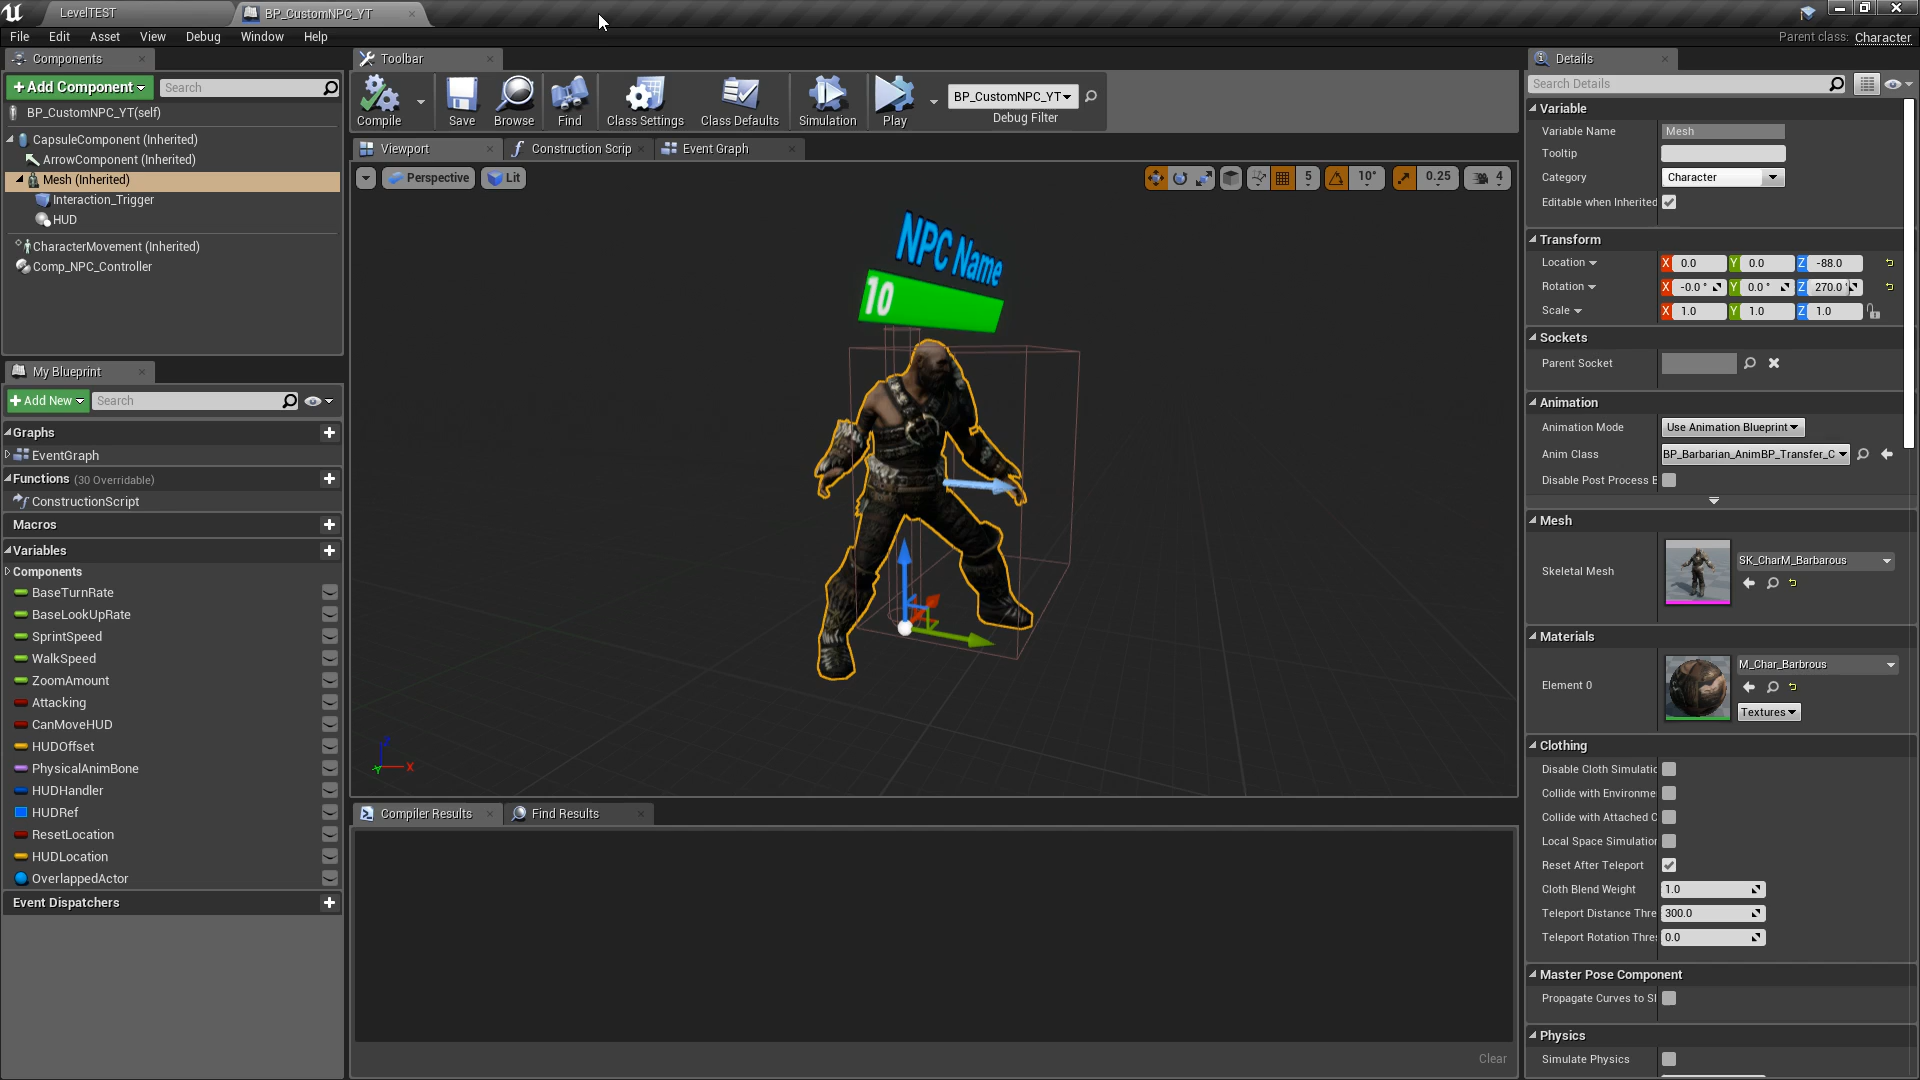 LevelTEST
BP_CustomNPC_YT
File Edit Asset View Debug Window Help
Parent class: Character
Components
+Add Component
Search
BP_CustomNPC_YT(self)
CapsuleComponent (Inherited)
ArrowComponent (Inherited)
Mesh (Inherited)
Interaction_Trigger
HUD
CharacterMovement (Inherited)
Comp_NPC_Controller
My Blueprint
+Add New
Search
Graphs
EventGraph
Functions (30 Overridable)
ConstructionScript
Macros
Variables
Components
BaseTurnRate
BaseLookUpRate
SprintSpeed
WalkSpeed
ZoomAmount
Attacking
CanMoveHUD
HUDOffset
PhysicalAnimBone
HUDHandler
HUDRef
ResetLocation
HUDLocation
OverlappedActor
Event Dispatchers
Toolbar
Compile
Save
Browse
Find
Class Settings
Class Defaults
Simulation
Play
BP_CustomNPC_YT
Debug Filter
Viewport
Construction Scrip
Event Graph
Perspective
Lit
5
10°
0.25
4
NPC Name
10
Z
Y
X
Compiler Results
Find Results
Clear
Details
Search Details
Variable
Variable Name Mesh
Tooltip
Category Character
Editable when Inherited
Transform
Location X 0.0 Y 0.0 Z -88.0
Rotation X -0.0 ° Y 0.0 ° Z 270.0 °
Scale X 1.0 Y 1.0 Z 1.0
Sockets
Parent Socket
Animation
Animation Mode Use Animation Blueprint
Anim Class BP_Barbarian_AnimBP_Transfer_C
Disable Post Process B
Mesh
Skeletal Mesh
SK_CharM_Barbarous
Materials
Element 0
M_Char_Barbrous
Textures
Clothing
Disable Cloth Simulatic
Collide with Environme
Collide with Attached C
Local Space Simulation
Reset After Teleport
Cloth Blend Weight 1.0
Teleport Distance Thre 300.0
Teleport Rotation Thres 0.0
Master Pose Component
Propagate Curves to Sl
Physics
Simulate Physics